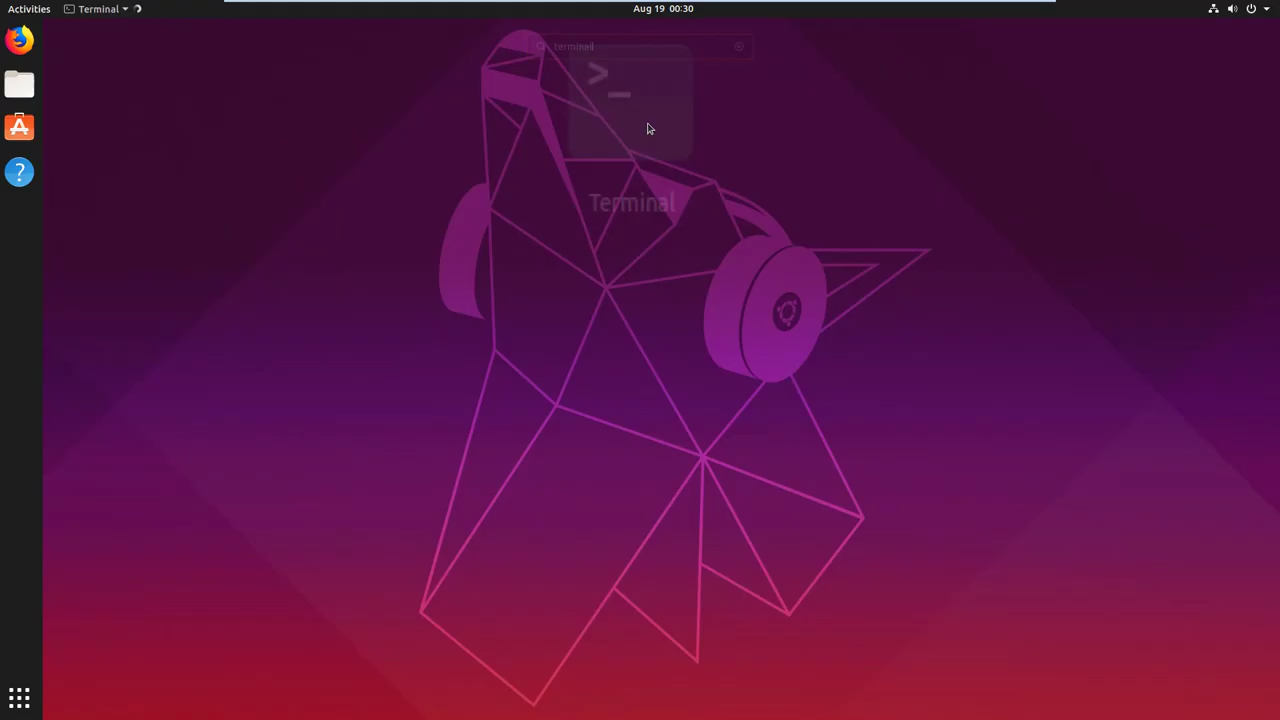 Activities Terminal Aug 19 00:30
terminal
>_
Terminal
?